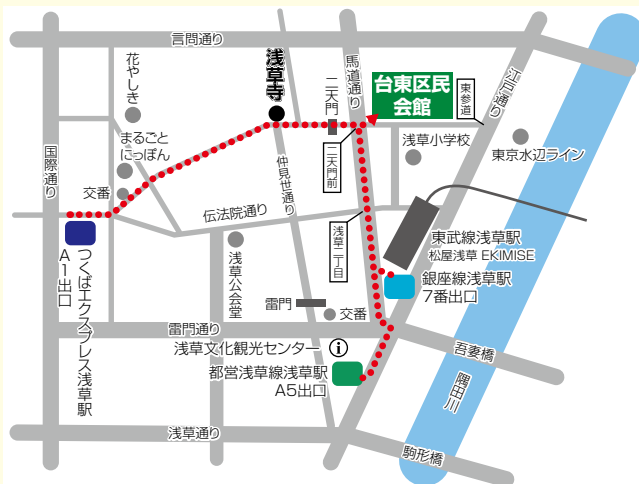 言問通り
馬道通り
江戸通り
花やしき
浅草寺
二天門
台東区民
会館
東参道
国際通り
まるごと
にっぽん
交番
二天門前
浅草小学校
東京水辺ライン
仲見世通り
伝法院通り
浅草二丁目
東武線浅草駅
松屋浅草 EKIMISE
つくばエクスプレス浅草駅
A1出口
浅草公会堂
雷門
交番
銀座線浅草駅
7番出口
雷門通り
浅草文化観光センター
i
都営浅草線浅草駅
A5出口
吾妻橋
隅田川
浅草通り
駒形橋